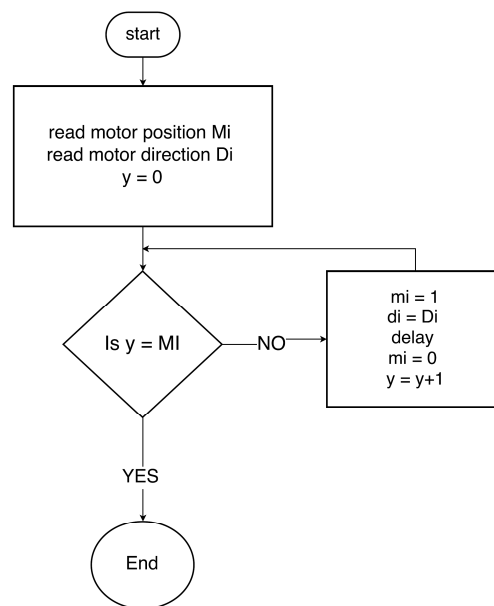 start
read motor position Mi
read motor direction Di
y = 0
Is y = MI
NO
mi = 1
di = Di
delay
mi = 0
y = y+1
YES
End